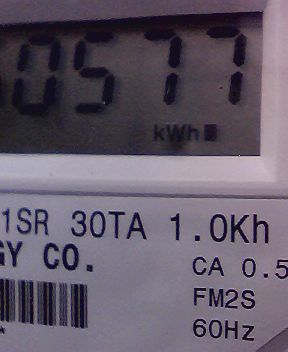 0577
kWh
1SR 30TA 1.0Kh
GY CO.
CA 0.5
FM2S
60Hz